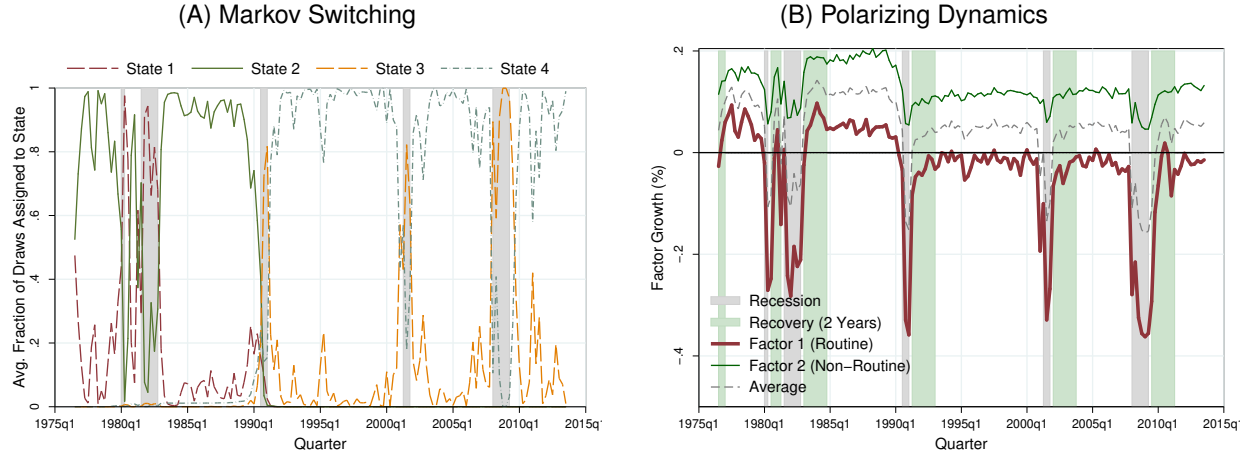 (A) Markov Switching
State 1 State 2 State 3 State 4
Avg. Fraction of Draws Assigned to State
1
.8
.6
.4
.2
0
1975q1 1980q1 1985q1 1990q1 1995q1 2000q1 2005q1 2010q1 2015q1
Quarter
(B) Polarizing Dynamics
Factor Growth (%)
.2
0
-.2
-.4
Recession
Recovery (2 Years)
Factor 1 (Routine)
Factor 2 (Non−Routine)
Average
1975q1 1980q1 1985q1 1990q1 1995q1 2000q1 2005q1 2010q1 2015q1
Quarter